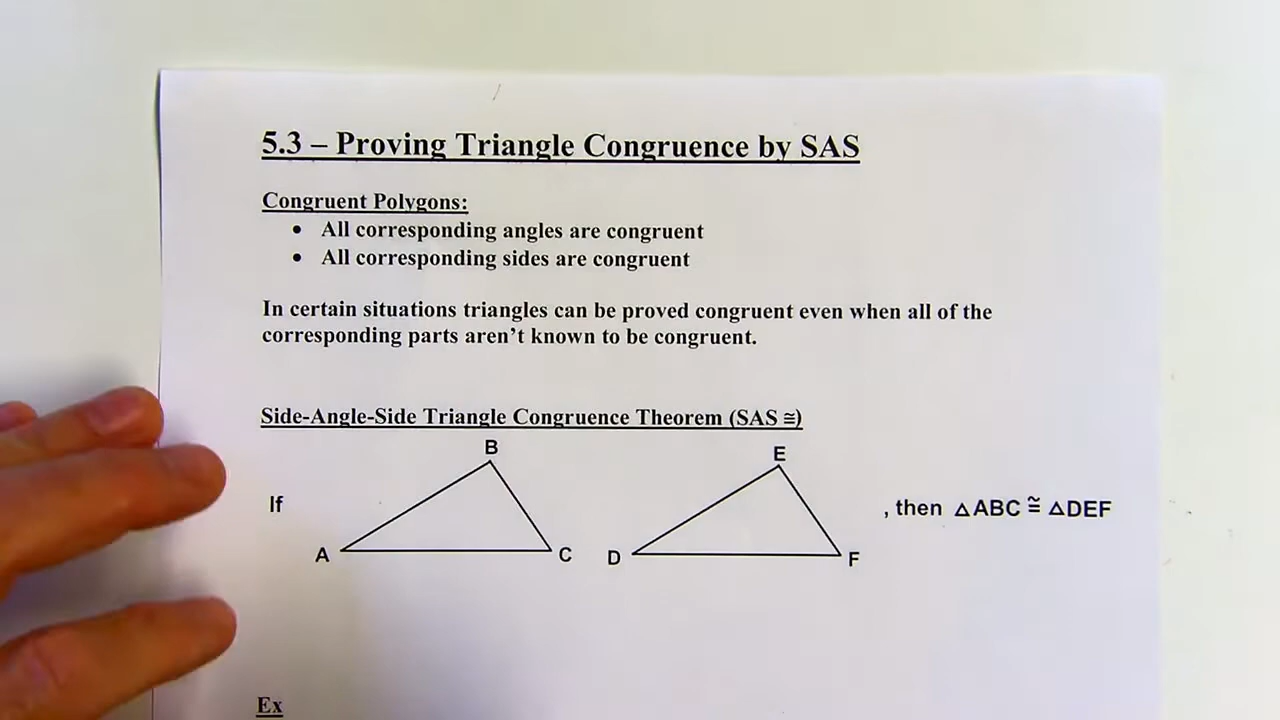 5.3 – Proving Triangle Congruence by SAS
Congruent Polygons:
• All corresponding angles are congruent
• All corresponding sides are congruent
In certain situations triangles can be proved congruent even when all of the
corresponding parts aren't known to be congruent.
Side-Angle-Side Triangle Congruence Theorem (SAS ≅)
B
E
If
, then △ABC ≅ △DEF
A
C
D
F
Ex